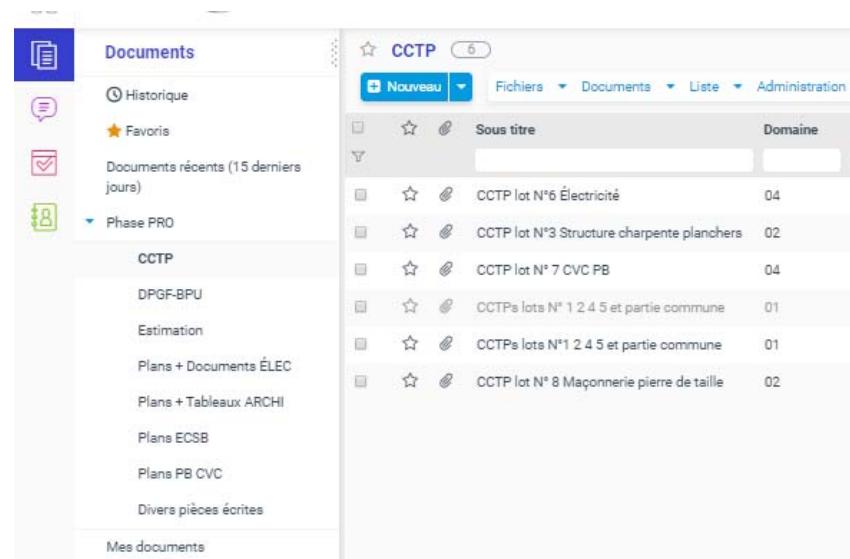 Documents
Historique
Favoris
Documents récents (15 derniers
jours)
Phase PRO
CCTP
DPGF-BPU
Estimation
Plans + Documents ÉLEC
Plans + Tableaux ARCHI
Plans ECSB
Plans PB CVC
Divers pièces écrites
Mes documents
CCTP 6
Nouveau Fichiers Documents Liste Administration
Sous titre Domaine
CCTP lot N°6 Électricité 04
CCTP lot N°3 Structure charpente planchers 02
CCTP lot N° 7 CVC PB 04
CCTPs lots N° 1 2 4 5 et partie commune 01
CCTPs lots N°1 2 4 5 et partie commune 01
CCTP lot N° 8 Maçonnerie pierre de taille 02